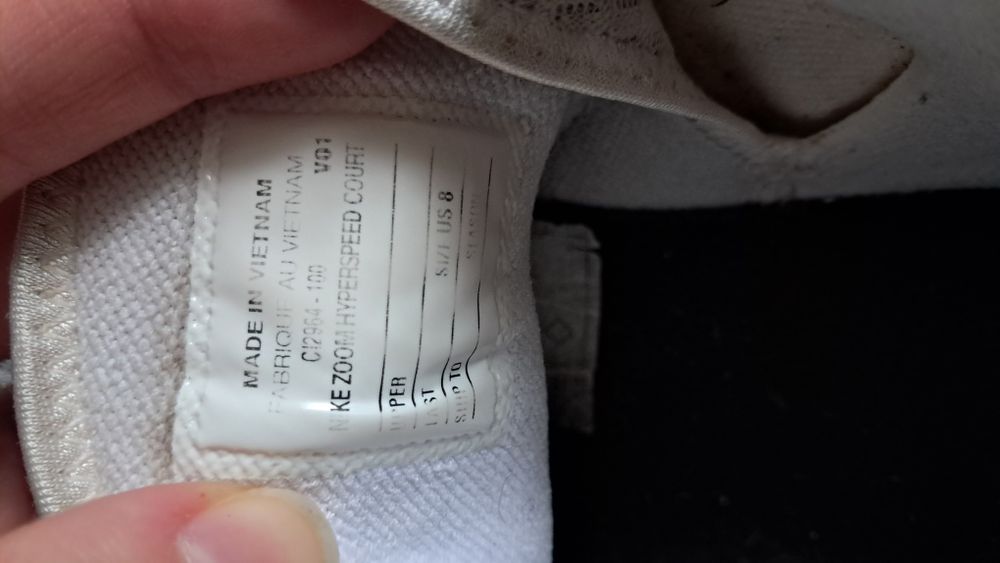 MADE IN VIETNAM
FABRIQUE AU VIETNAM
CI2964 - 100 V01
NIKE ZOOM HYPERSPEED COURT
UPPER
LAST SIZE US 8
SHIP TO SEASON